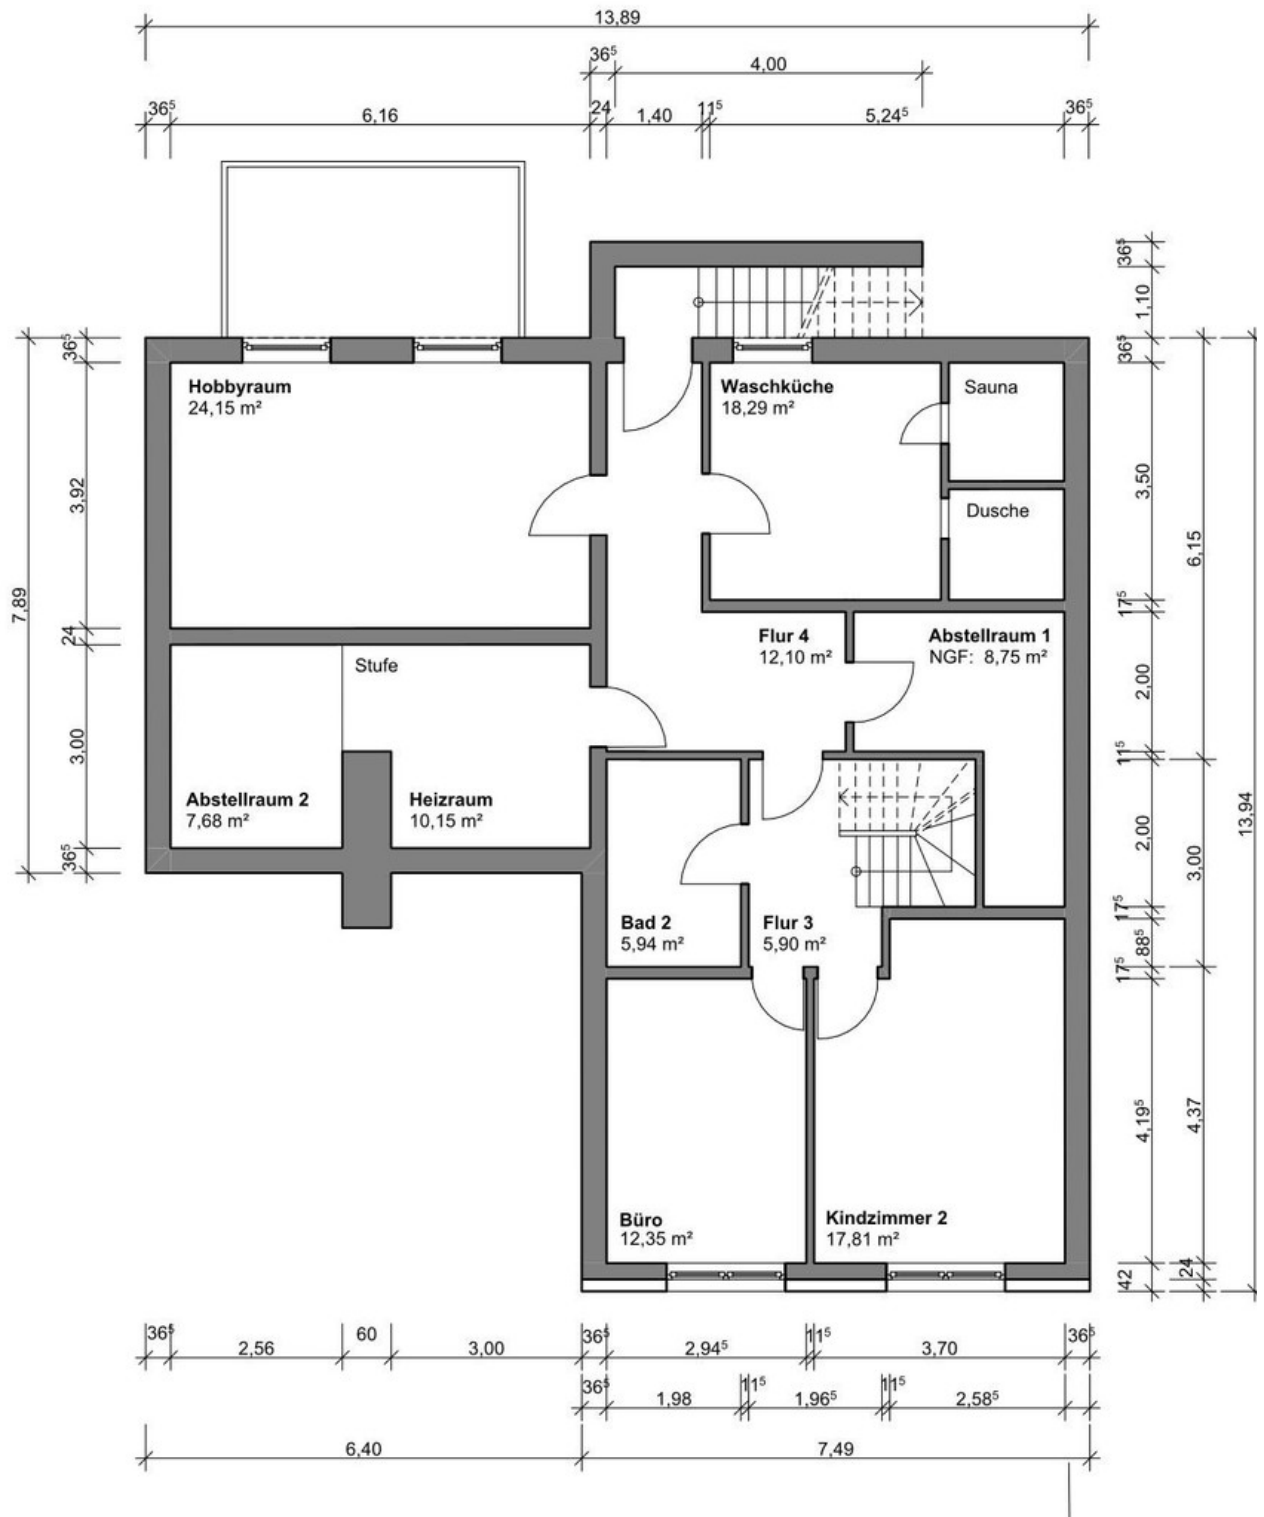 13,89
36⁵
4,00
36⁵
6,16
24
1,40
11⁵
5,24⁵
36⁵
36⁵
1,10
36⁵
36⁵
Hobbyraum
24,15 m²
Waschküche
18,29 m²
Sauna
3,92
3,50
Dusche
6,15
7,89
17⁵
24
Flur 4
12,10 m²
Abstellraum 1
NGF: 8,75 m²
Stufe
2,00
3,00
11⁵
Abstellraum 2
7,68 m²
Heizraum
10,15 m²
13,94
2,00
3,00
36⁵
17⁵
Bad 2
5,94 m²
Flur 3
5,90 m²
88⁵
17⁵
4,19⁵
4,37
Büro
12,35 m²
Kindzimmer 2
17,81 m²
42
24
36⁵
2,56
60
3,00
36⁵
2,94⁵
11⁵
3,70
36⁵
36⁵
1,98
11⁵
1,96⁵
11⁵
2,58⁵
6,40
7,49